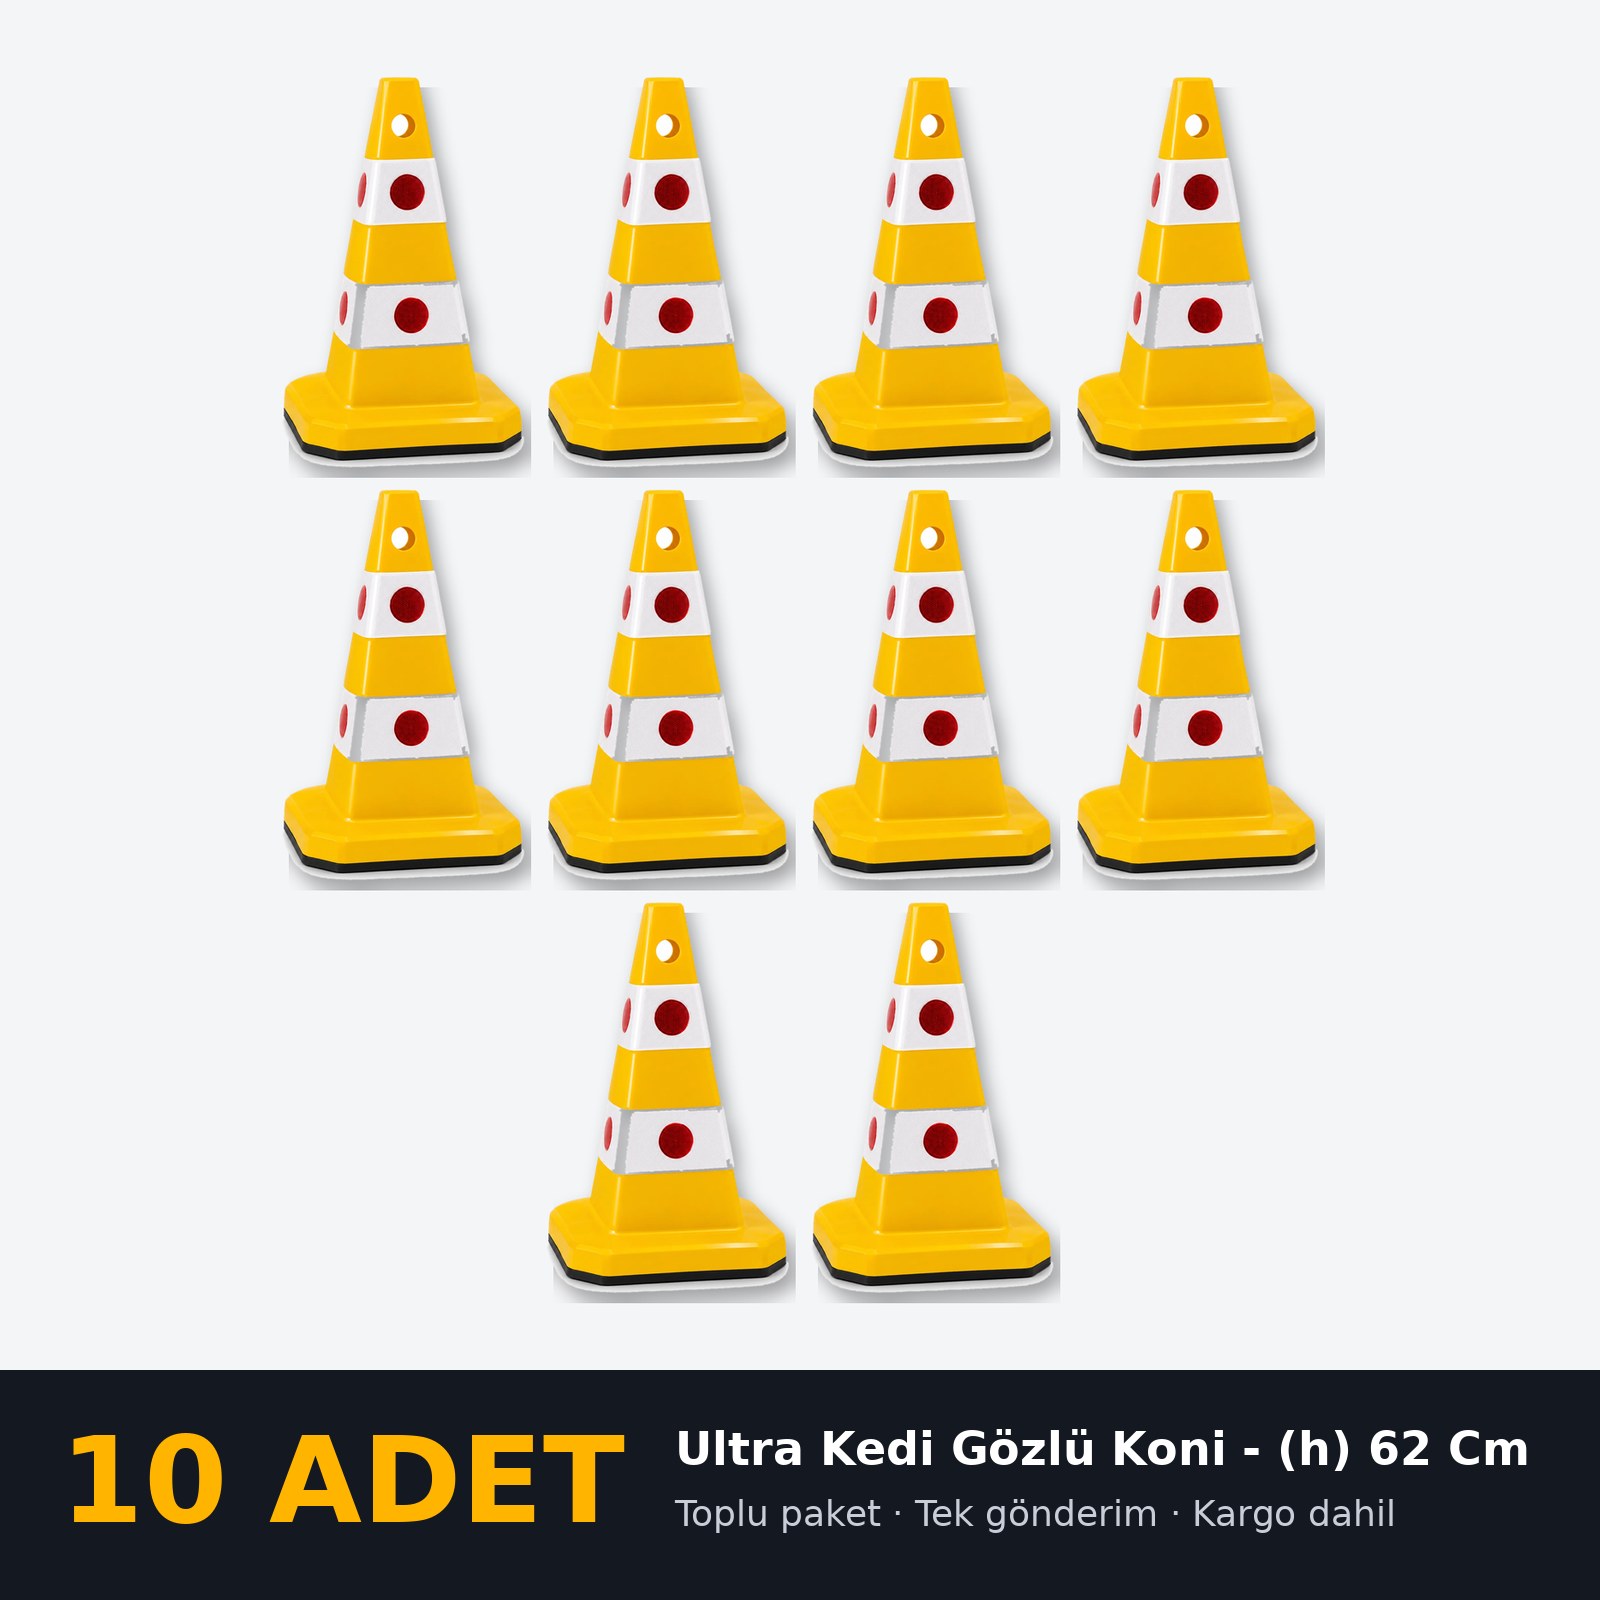 10 ADET
Ultra Kedi Gözlü Koni - (h) 62 Cm
Toplu paket · Tek gönderim · Kargo dahil